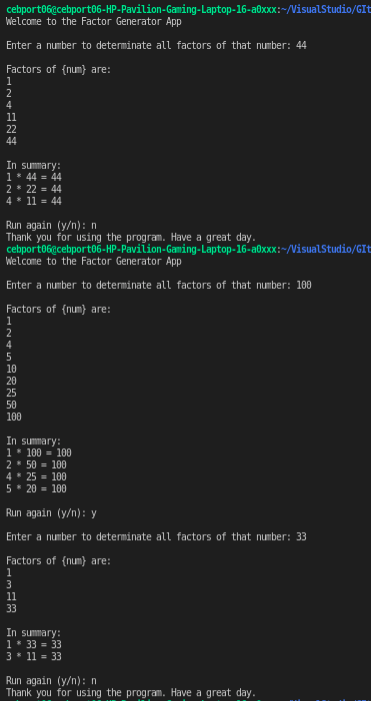 cebport06@cebport06-HP-Pavilion-Gaming-Laptop-16-a0xxx:~/VisualStudio/GIt
Welcome to the Factor Generator App
Enter a number to determinate all factors of that number: 44
Factors of {num} are:
1
2
4
11
22
44
In summary:
1 * 44 = 44
2 * 22 = 44
4 * 11 = 44
Run again (y/n): n
Thank you for using the program. Have a great day.
cebport06@cebport06-HP-Pavilion-Gaming-Laptop-16-a0xxx:~/VisualStudio/GIt
Welcome to the Factor Generator App
Enter a number to determinate all factors of that number: 100
Factors of {num} are:
1
2
4
5
10
20
25
50
100
In summary:
1 * 100 = 100
2 * 50 = 100
4 * 25 = 100
5 * 20 = 100
Run again (y/n): y
Enter a number to determinate all factors of that number: 33
Factors of {num} are:
1
3
11
33
In summary:
1 * 33 = 33
3 * 11 = 33
Run again (y/n): n
Thank you for using the program. Have a great day.